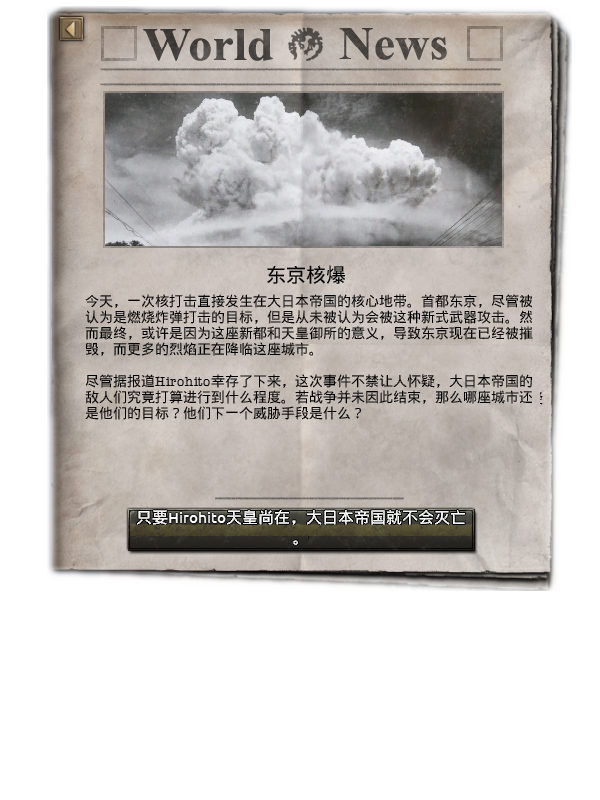 World News
东京核爆
今天，一次核打击直接发生在大日本帝国的核心地带。首都东京，尽管被
认为是燃烧炸弹打击的目标，但是从未被认为会被这种新式武器攻击。然
而最终，或许是因为这座新都和天皇御所的意义，导致东京现在已经被摧
毁，而更多的烈焰正在降临这座城市。
尽管据报道Hirohito幸存了下来，这次事件不禁让人怀疑，大日本帝国的
敌人们究竟打算进行到什么程度。若战争并未因此结束，那么哪座城市还
是他们的目标？他们下一个威胁手段是什么？
只要Hirohito天皇尚在，大日本帝国就不会灭亡
。